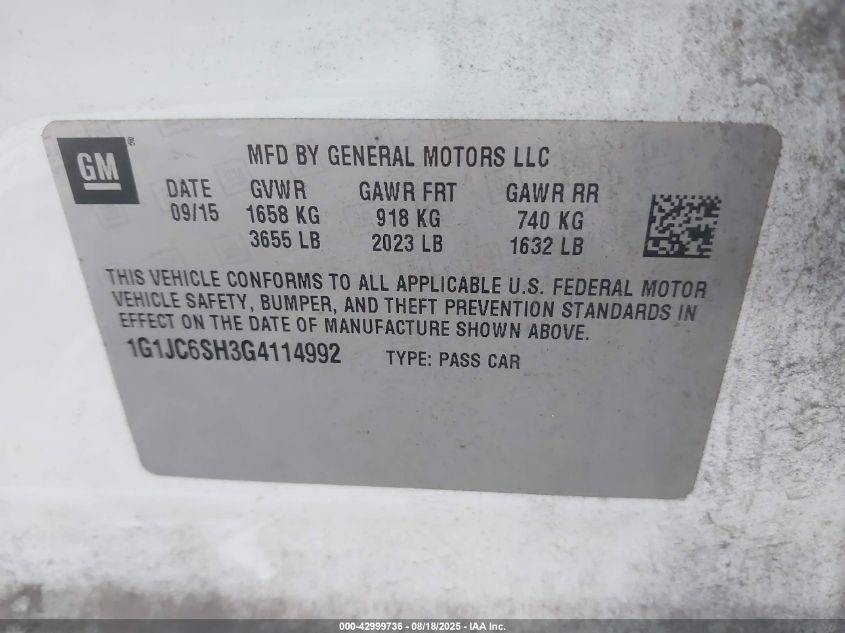 GM ®
MFD BY GENERAL MOTORS LLC
DATE GVWR GAWR FRT GAWR RR
09/15 1658 KG 918 KG 740 KG
3655 LB 2023 LB 1632 LB
THIS VEHICLE CONFORMS TO ALL APPLICABLE U.S. FEDERAL MOTOR
VEHICLE SAFETY, BUMPER, AND THEFT PREVENTION STANDARDS IN
EFFECT ON THE DATE OF MANUFACTURE SHOWN ABOVE.
1G1JC6SH3G4114992 TYPE: PASS CAR
000-42999736 - 08/18/2025 - IAA Inc.